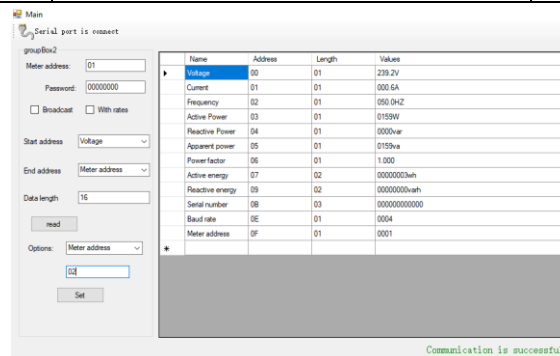 Main
Serial port is connect
groupBox2
Meter address: 01
Password: 00000000
Broadcast With rates
Start address Voltage
End address Meter address
Data length 16
read
Options: Meter address
02
Set
Name Address Length Values
Voltage 00 01 239.2V
Current 01 01 000.6A
Frequency 02 01 050.0HZ
Active Power 03 01 0159W
Reactive Power 04 01 0000var
Apparent power 05 01 0159va
Power factor 06 01 1.000
Active energy 07 02 00000003wh
Reactive energy 09 02 00000000varh
Serial number 0B 03 000000000000
Baud rate 0E 01 0004
Meter address 0F 01 0001
Communication is successful